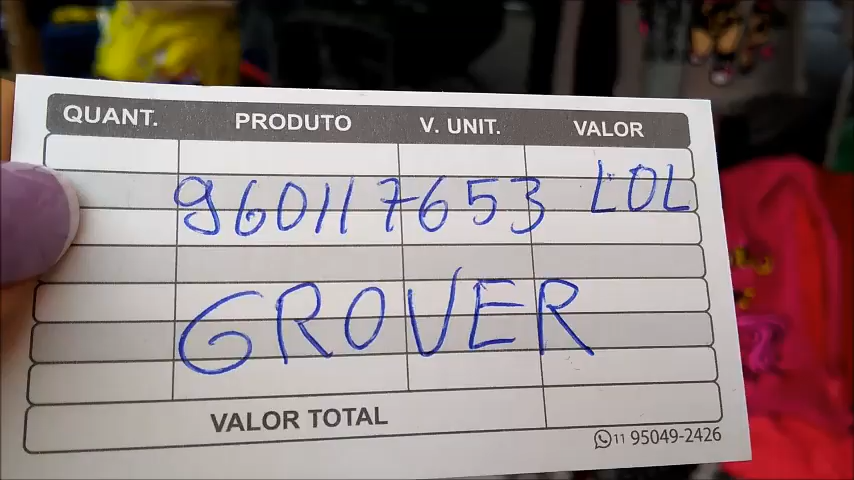 QUANT. PRODUTO V. UNIT. VALOR
960117653 LOL
GROVER
VALOR TOTAL
11 95049-2426